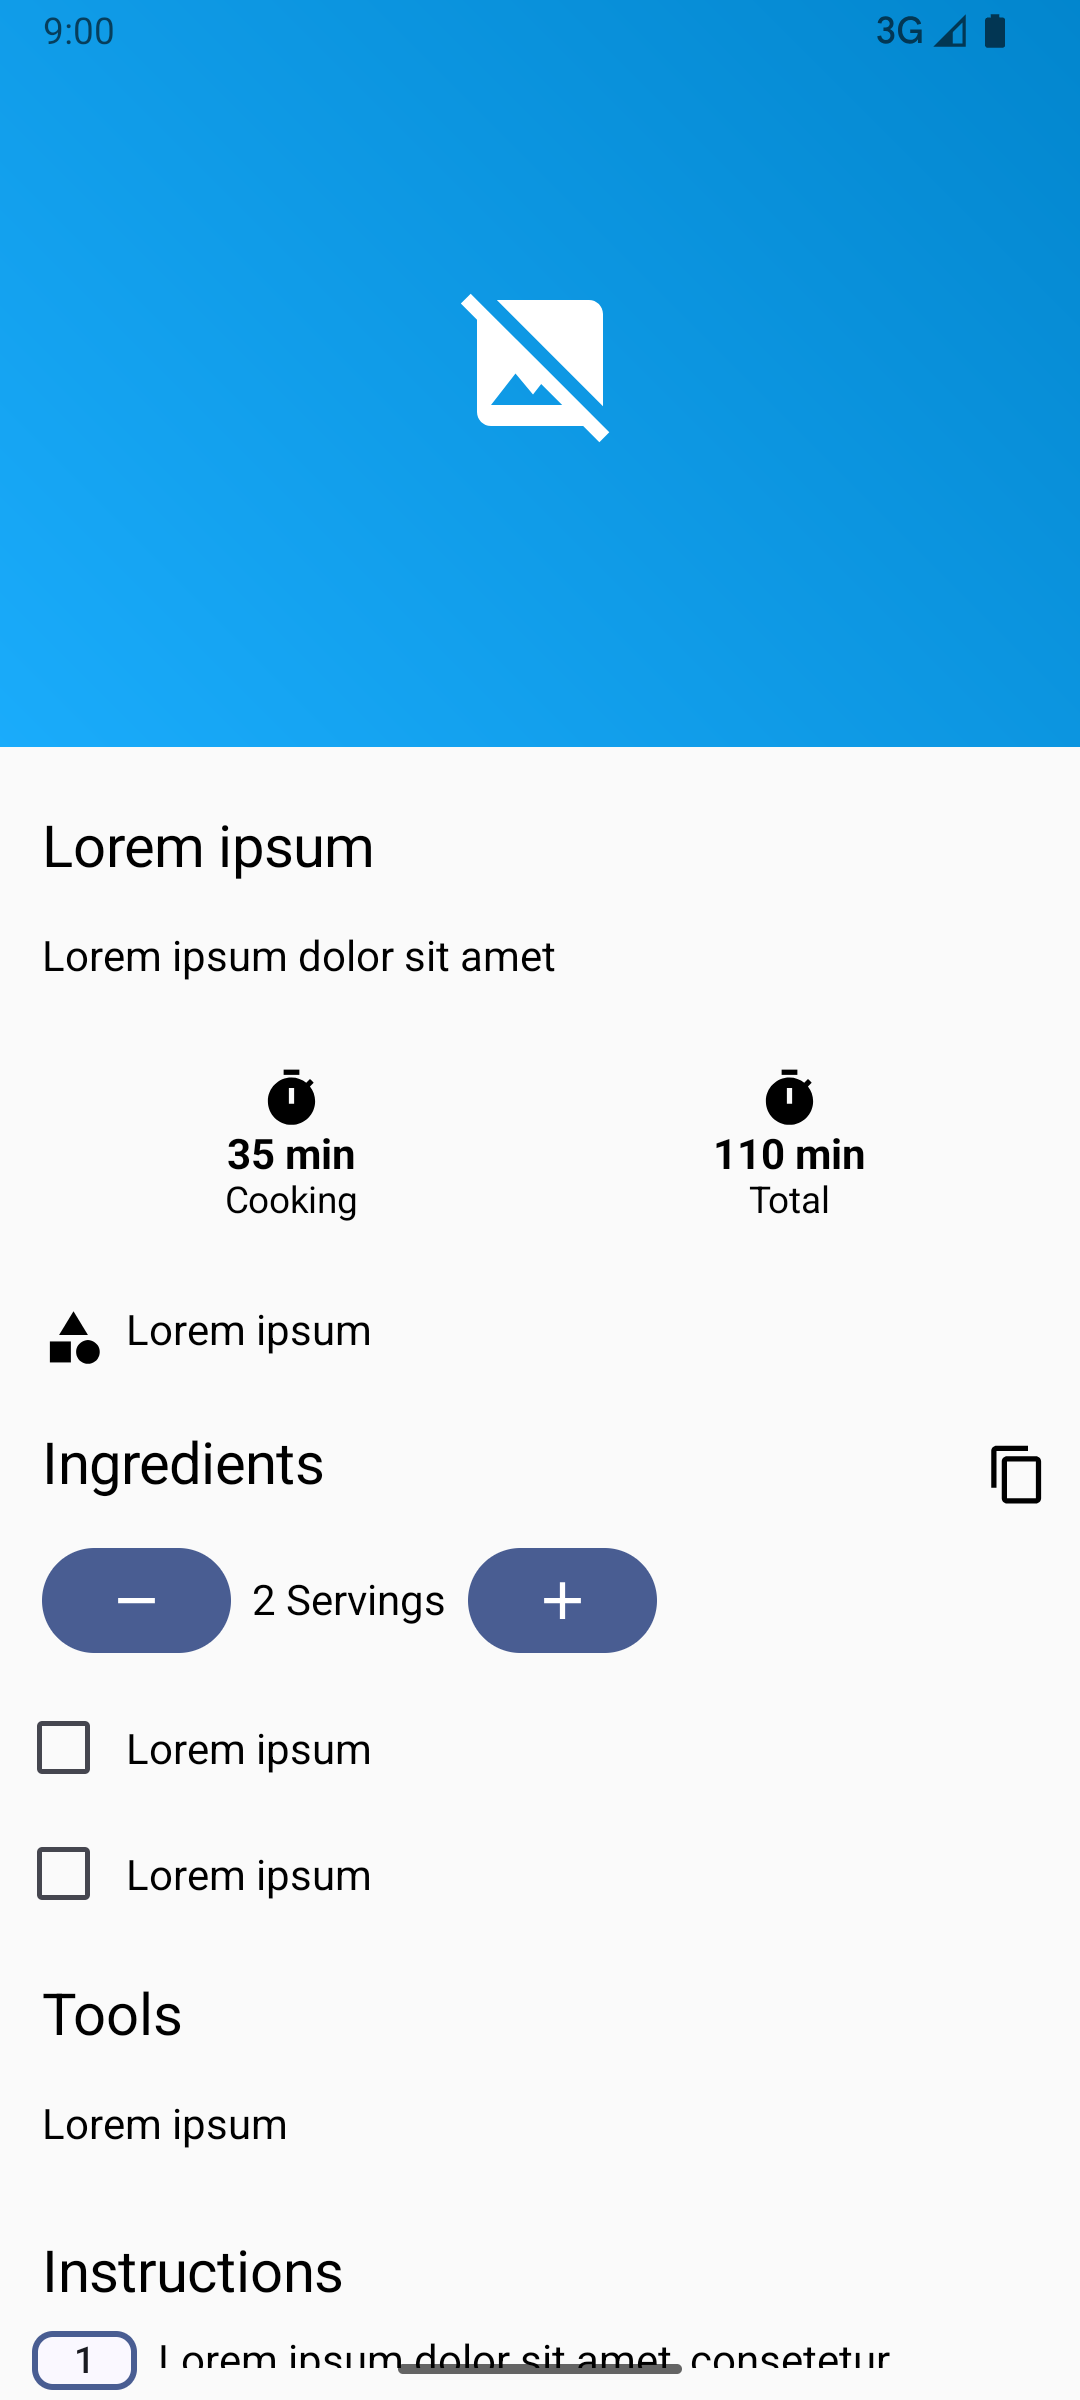 9:00 3G
Lorem ipsum
Lorem ipsum dolor sit amet
35 min 110 min
Cooking Total
Lorem ipsum
Ingredients
2 Servings
Lorem ipsum
Lorem ipsum
Tools
Lorem ipsum
Instructions
1 Lorem ipsum dolor sit amet, consetetur